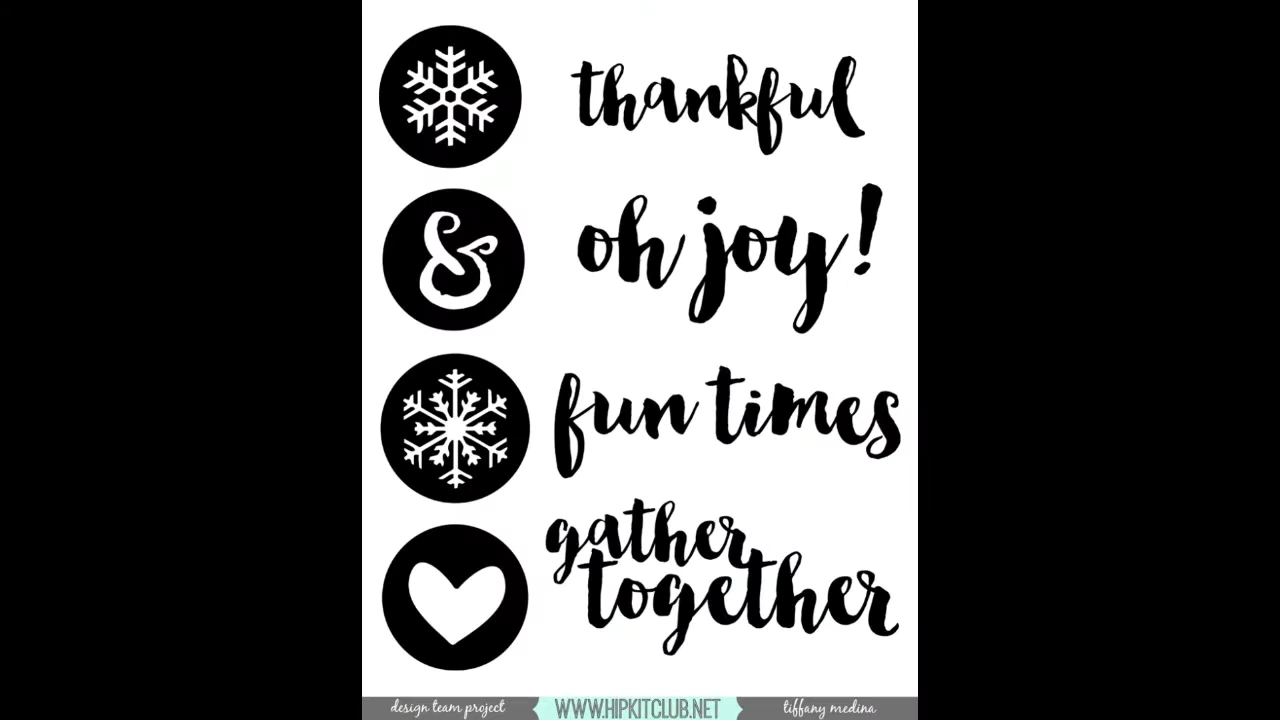 thankful
&
oh joy!
fun times
gather
together
design team project WWW.HIPKITCLUB.NET tiffany medina